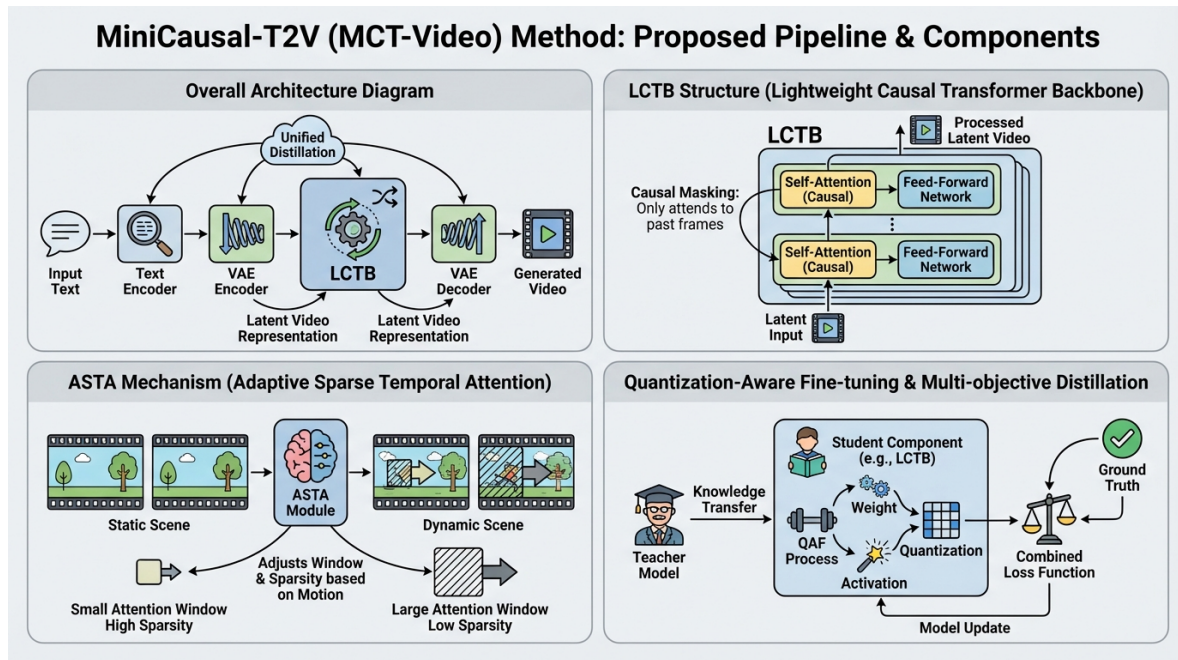 MiniCausal-T2V (MCT-Video) Method: Proposed Pipeline & Components
Overall Architecture Diagram
Unified
Distillation
Input
Text
Text
Encoder
VAE
Encoder
LCTB
VAE
Decoder
Generated
Video
Latent Video
Representation
Latent Video
Representation
LCTB Structure (Lightweight Causal Transformer Backbone)
LCTB
Processed
Latent Video
Causal Masking:
Only attends to
past frames
Self-Attention
(Causal)
Feed-Forward
Network
Self-Attention
(Causal)
Feed-Forward
Network
Latent
Input
ASTA Mechanism (Adaptive Sparse Temporal Attention)
Static Scene
ASTA
Module
Dynamic Scene
Adjusts Window
& Sparsity based
on Motion
Small Attention Window
High Sparsity
Large Attention Window
Low Sparsity
Quantization-Aware Fine-tuning & Multi-objective Distillation
Teacher
Model
Knowledge
Transfer
Student Component
(e.g., LCTB)
QAF
Process
Weight
Activation
Quantization
Ground
Truth
Combined
Loss Function
Model Update